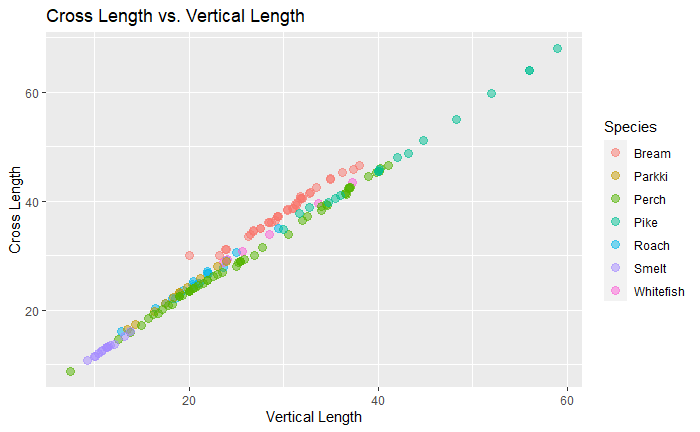 Cross Length vs. Vertical Length
Cross Length
60
40
20
20 40 60
Vertical Length
Species
Bream
Parkki
Perch
Pike
Roach
Smelt
Whitefish